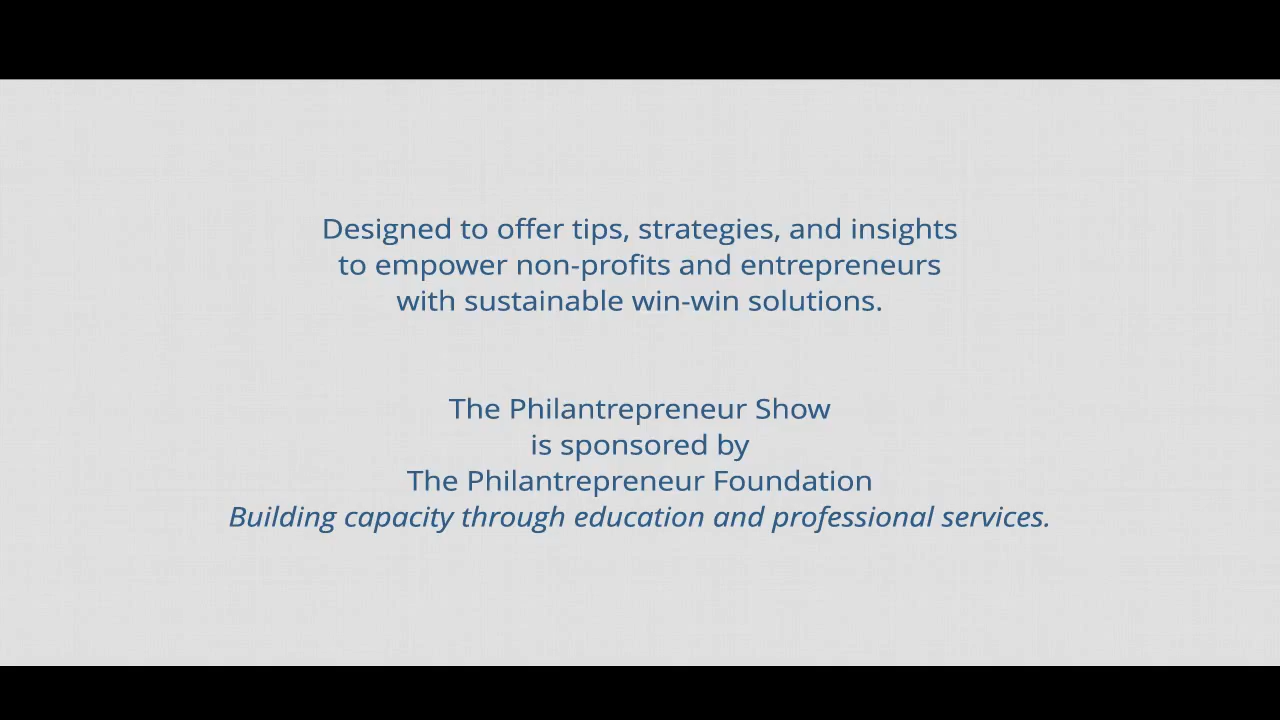 Designed to offer tips, strategies, and insights
to empower non-profits and entrepreneurs
with sustainable win-win solutions.
The Philantrepreneur Show
is sponsored by
The Philantrepreneur Foundation
Building capacity through education and professional services.